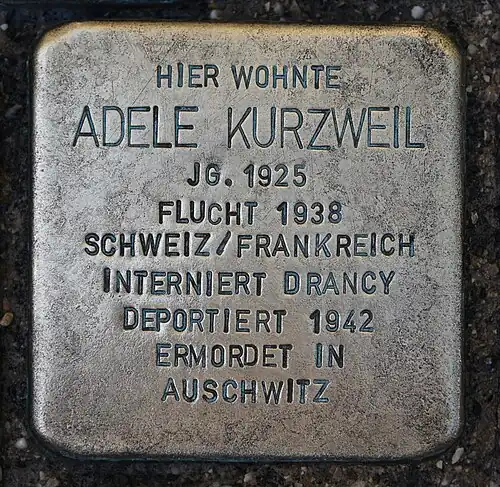 HIER WOHNTE
ADELE KURZWEIL
JG. 1925
FLUCHT 1938
SCHWEIZ/FRANKREICH
INTERNIERT DRANCY
DEPORTIERT 1942
ERMORDET IN
AUSCHWITZ